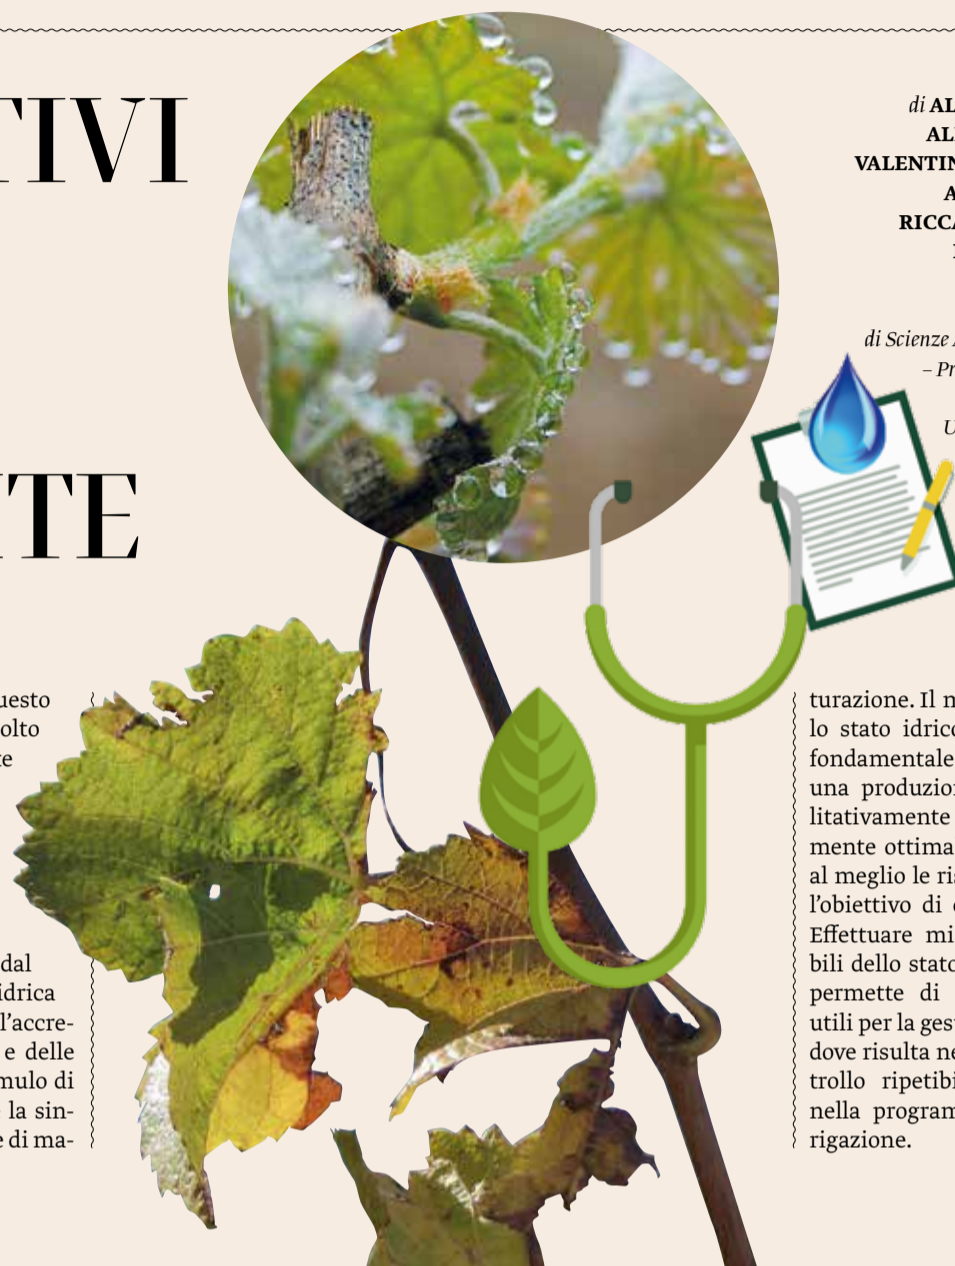 TIVI
TE
di AL
AL
VALENTIN
A
RICCA
di Scienze
– Pr
U
uesto
olto
te
dal
idrica
l'accre-
e delle
mulo di
la sin-
e di ma-
turazione. Il m
lo stato idrico
fondamentale
una produzion
litativamente
mente ottima
al meglio le ris
l'obiettivo di
Effettuare mi
bili dello stato
permette di
utili per la gest
dove risulta ne
trollo ripetibi
nella program
rigazione.